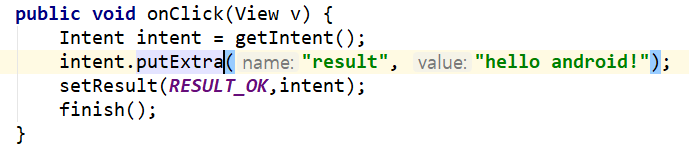 public void onClick(View v) {
Intent intent = getIntent();
intent.putExtra( name: "result", value: "hello android!");
setResult(RESULT_OK,intent);
finish();
}